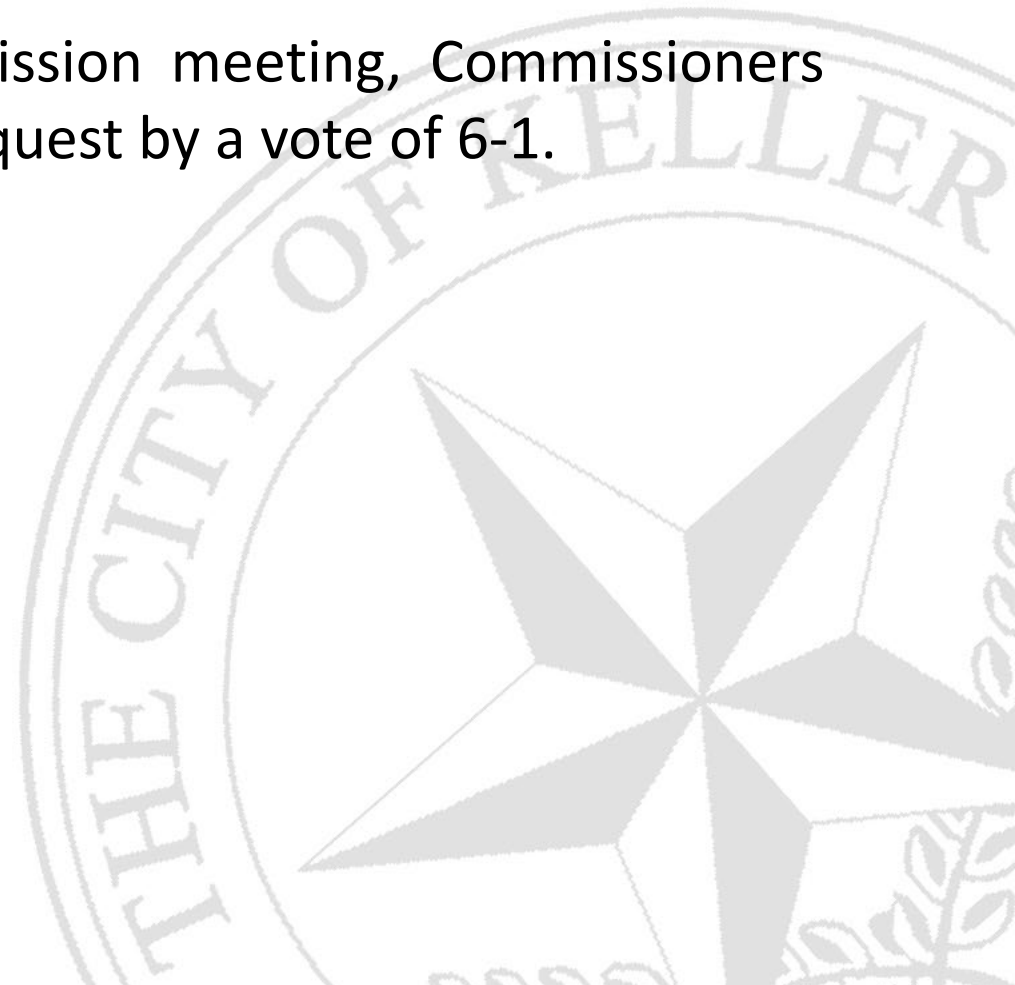 ission meeting, Commissioners
quest by a vote of 6-1.
THE CITY OF KELLER